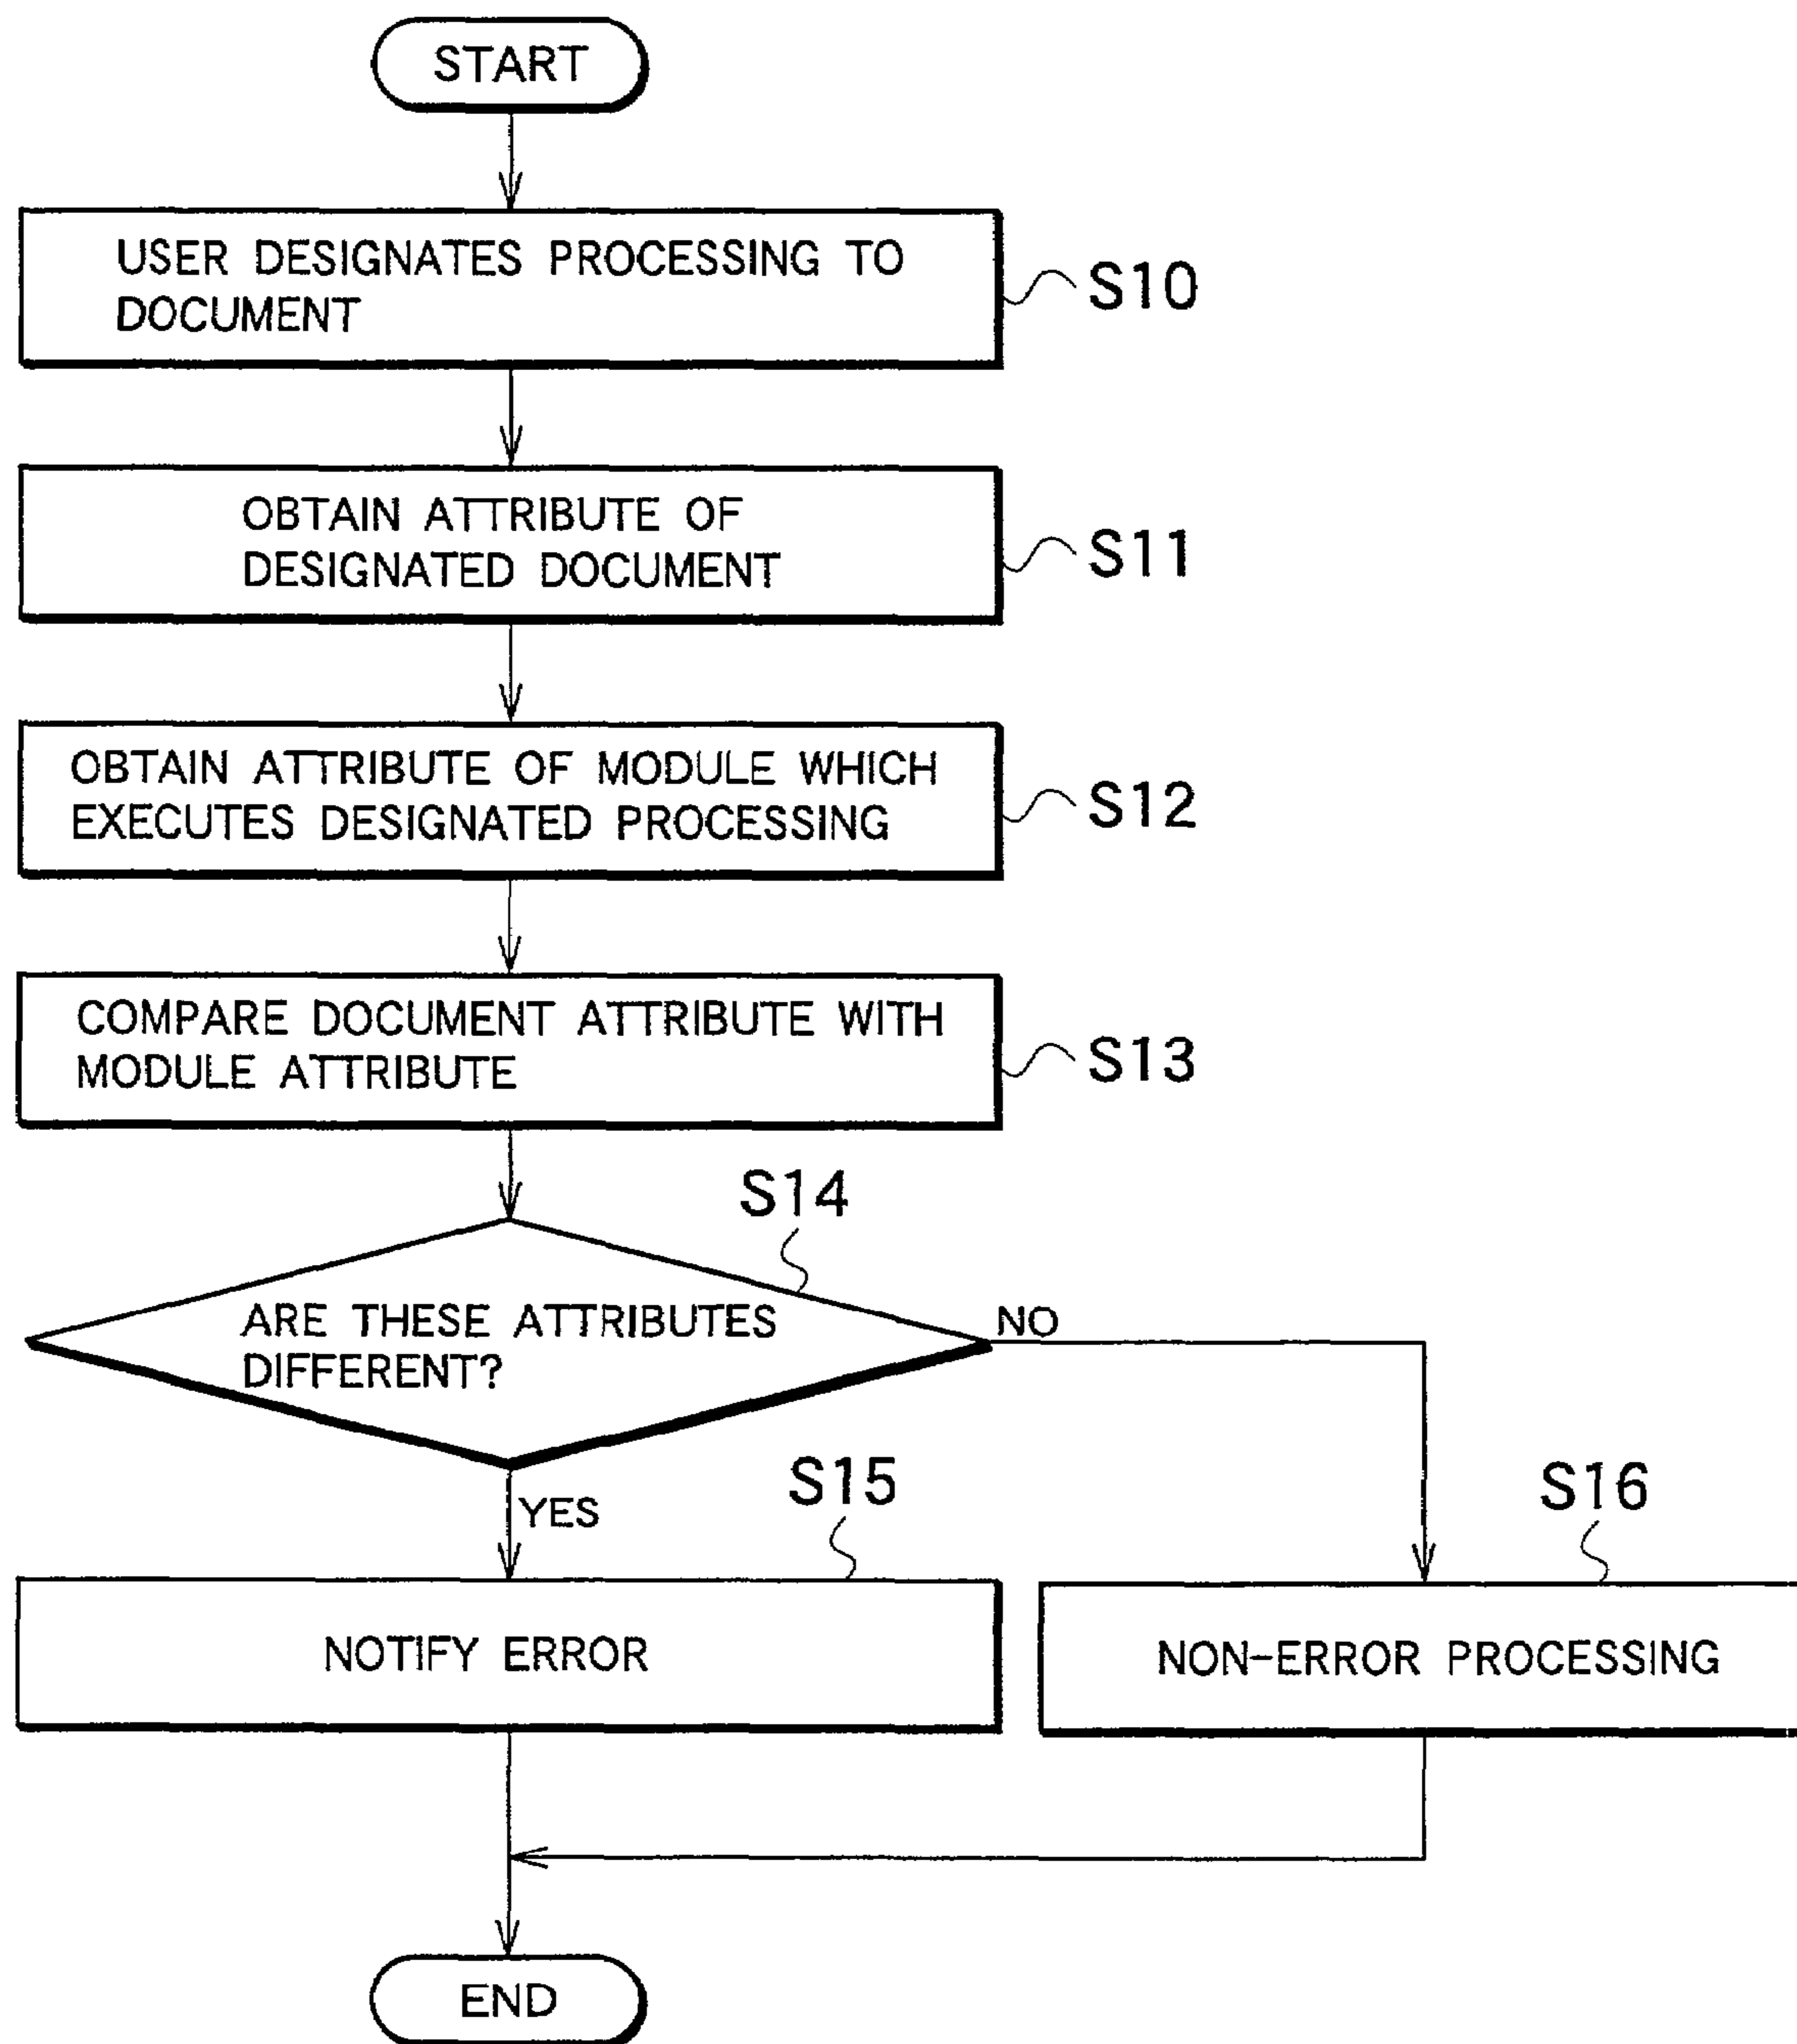 START
USER DESIGNATES PROCESSING TO
DOCUMENT
S10
OBTAIN ATTRIBUTE OF
DESIGNATED DOCUMENT
S11
OBTAIN ATTRIBUTE OF MODULE WHICH
EXECUTES DESIGNATED PROCESSING
S12
COMPARE DOCUMENT ATTRIBUTE WITH
MODULE ATTRIBUTE
S13
S14
ARE THESE ATTRIBUTES
DIFFERENT?
NO
YES
S15
S16
NOTIFY ERROR
NON-ERROR PROCESSING
END